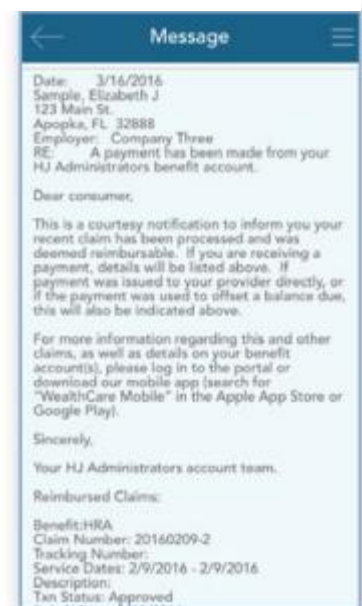 Message
Date: 3/16/2016
Sample, Elizabeth J
123 Main St.
Apopka, FL 32888
Employer: Company Three
RE: A payment has been made from your
HJ Administrators benefit account.
Dear consumer,
This is a courtesy notification to inform you your
recent claim has been processed and was
deemed reimbursable. If you are receiving a
payment, details will be listed above. If
payment was issued to your provider directly, or
if the payment was used to offset a balance due,
this will also be indicated above.
For more information regarding this and other
claims, as well as details on your benefit
account(s), please log in to the portal or
download our mobile app (search for
"WealthCare Mobile" in the Apple App Store or
Google Play).
Sincerely,
Your HJ Administrators account team.
Reimbursed Claims:
Benefit:HRA
Claim Number: 20160209-2
Tracking Number:
Service Dates: 2/9/2016 - 2/9/2016
Description:
Txn Status: Approved